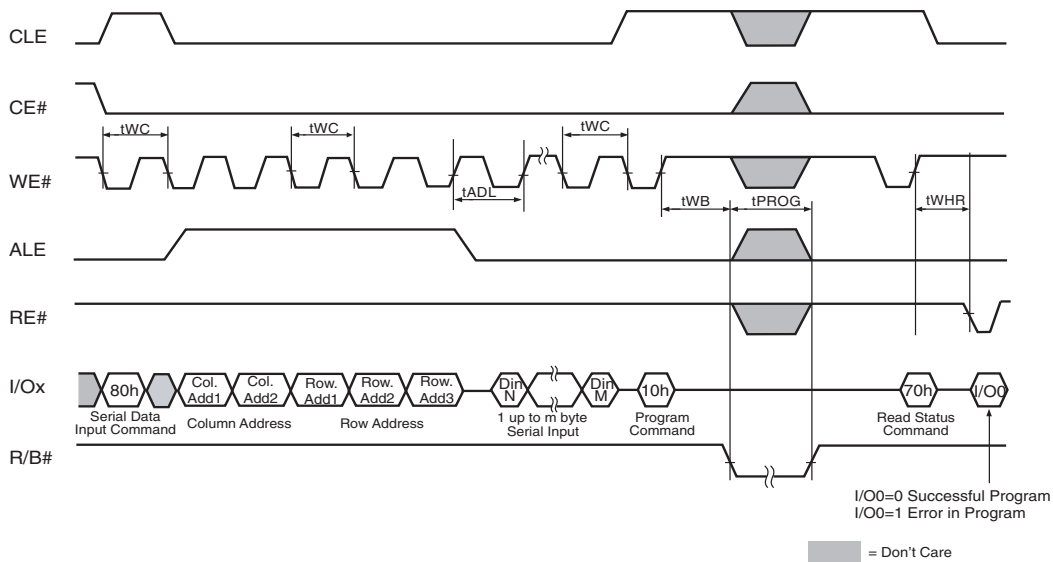 CLE
CE#
tWC
tWC
tWC
WE#
tADL
tWB
tPROG
tWHR
ALE
RE#
I/Ox
80h
Col.
Add1
Col.
Add2
Row.
Add1
Row.
Add2
Row.
Add3
Din
N
Din
M
10h
70h
I/O0
Serial Data
Input Command
Column Address
Row Address
1 up to m byte
Serial Input
Program
Command
Read Status
Command
R/B#
I/O0=0 Successful Program
I/O0=1 Error in Program
= Don't Care